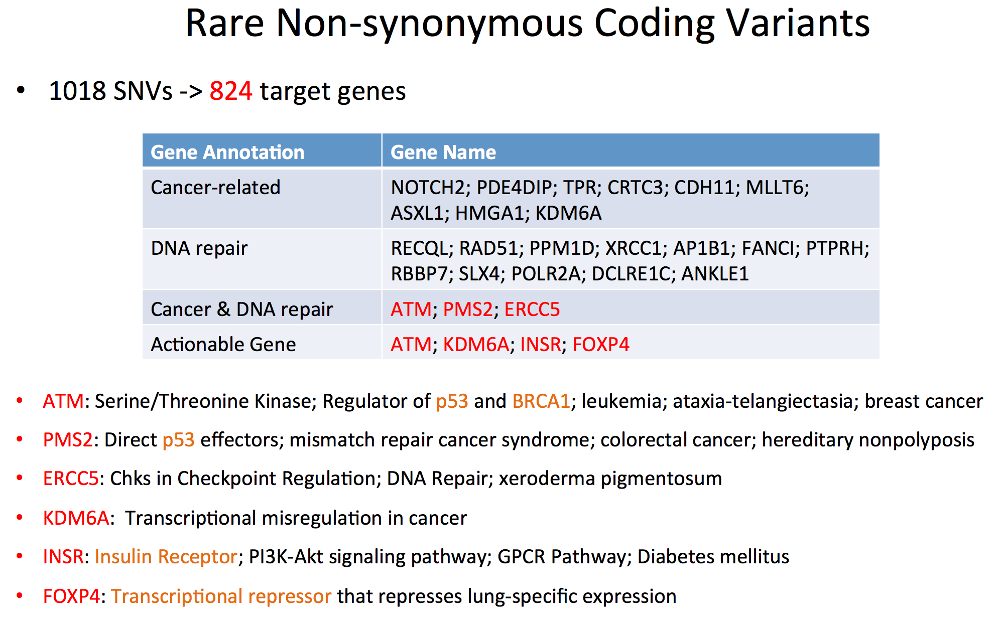 Rare Non-synonymous Coding Variants
• 1018 SNVs -> 824 target genes
Gene Annotation Gene Name
Cancer-related NOTCH2; PDE4DIP; TPR; CRTC3; CDH11; MLLT6;
ASXL1; HMGA1; KDM6A
DNA repair RECQL; RAD51; PPM1D; XRCC1; AP1B1; FANCI; PTPRH;
RBBP7; SLX4; POLR2A; DCLRE1C; ANKLE1
Cancer & DNA repair ATM; PMS2; ERCC5
Actionable Gene ATM; KDM6A; INSR; FOXP4
• ATM: Serine/Threonine Kinase; Regulator of p53 and BRCA1; leukemia; ataxia-telangiectasia; breast cancer
• PMS2: Direct p53 effectors; mismatch repair cancer syndrome; colorectal cancer; hereditary nonpolyposis
• ERCC5: Chks in Checkpoint Regulation; DNA Repair; xeroderma pigmentosum
• KDM6A: Transcriptional misregulation in cancer
• INSR: Insulin Receptor; PI3K-Akt signaling pathway; GPCR Pathway; Diabetes mellitus
• FOXP4: Transcriptional repressor that represses lung-specific expression